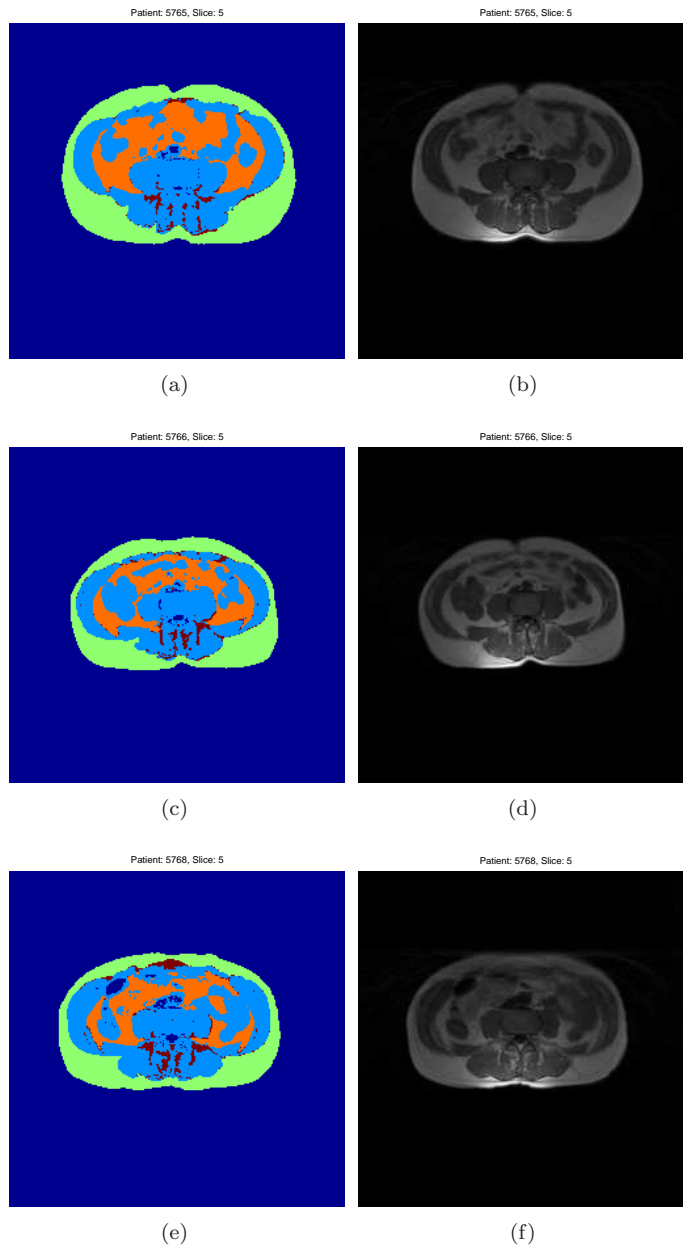 Patient: 5765, Slice: 5
Patient: 5765, Slice: 5
(a)
(b)
Patient: 5766, Slice: 5
Patient: 5766, Slice: 5
(c)
(d)
Patient: 5768, Slice: 5
Patient: 5768, Slice: 5
(e)
(f)